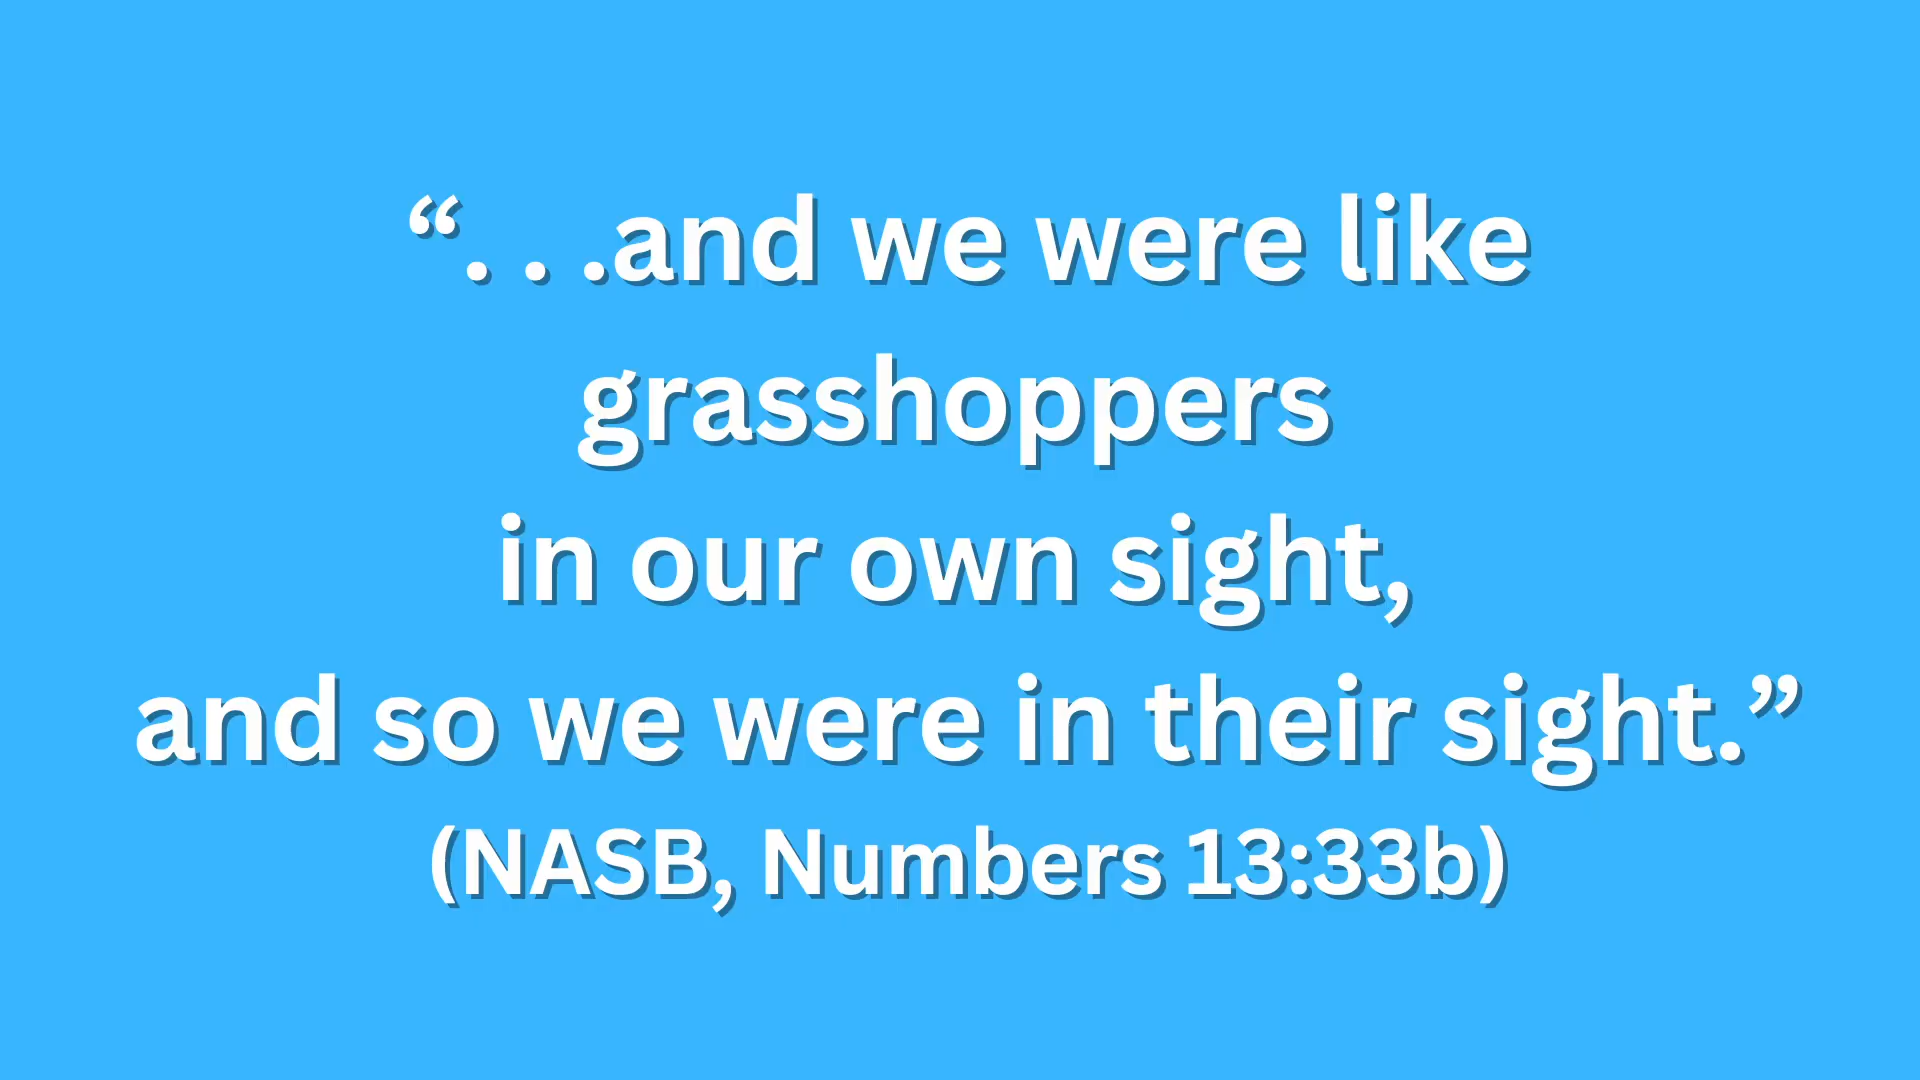 “. . .and we were like
grasshoppers
in our own sight,
and so we were in their sight.”
(NASB, Numbers 13:33b)